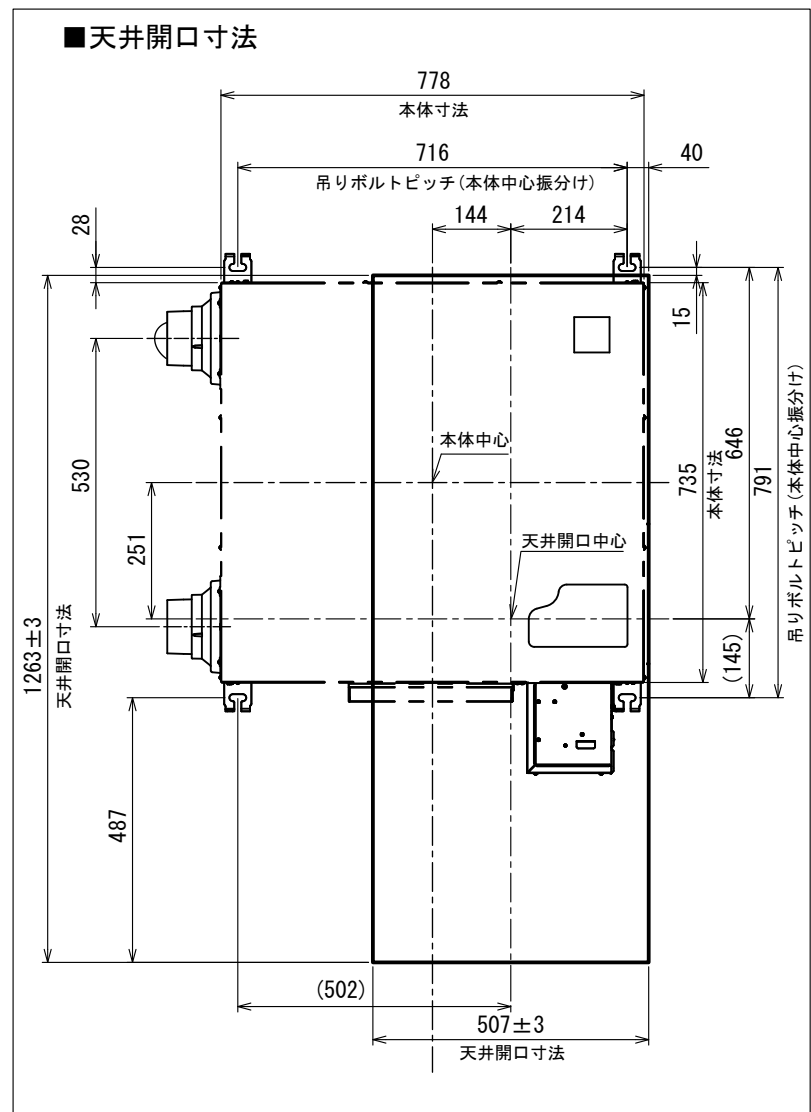 ■天井開口寸法
778
本体寸法
716
40
吊りボルトピッチ(本体中心振分け)
28
144
214
15
530
本体中心
646
791
吊りボルトピッチ(本体中心振分け)
735
本体寸法
251
天井開口中心
1263±3
天井開口寸法
(145)
487
(502)
507±3
天井開口寸法